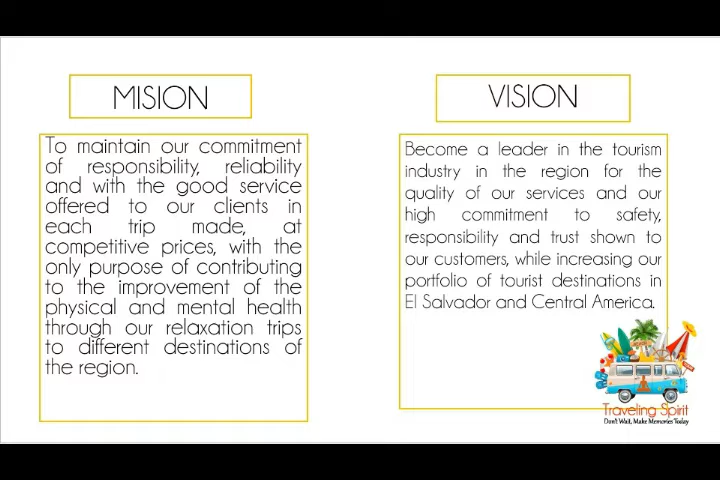 MISION
To maintain our commitment
of responsibility, reliability
and with the good service
offered to our clients in
each trip made, at
competitive prices, with the
only purpose of contributing
to the improvement of the
physical and mental health
through our relaxation trips
to different destinations of
the region.
VISION
Become a leader in the tourism
industry in the region for the
quality of our services and our
high commitment to safety,
responsibility and trust shown to
our customers, while increasing our
portfolio of tourist destinations in
El Salvador and Central America.
Traveling Spirit
Don't Wait, Make Memories Today